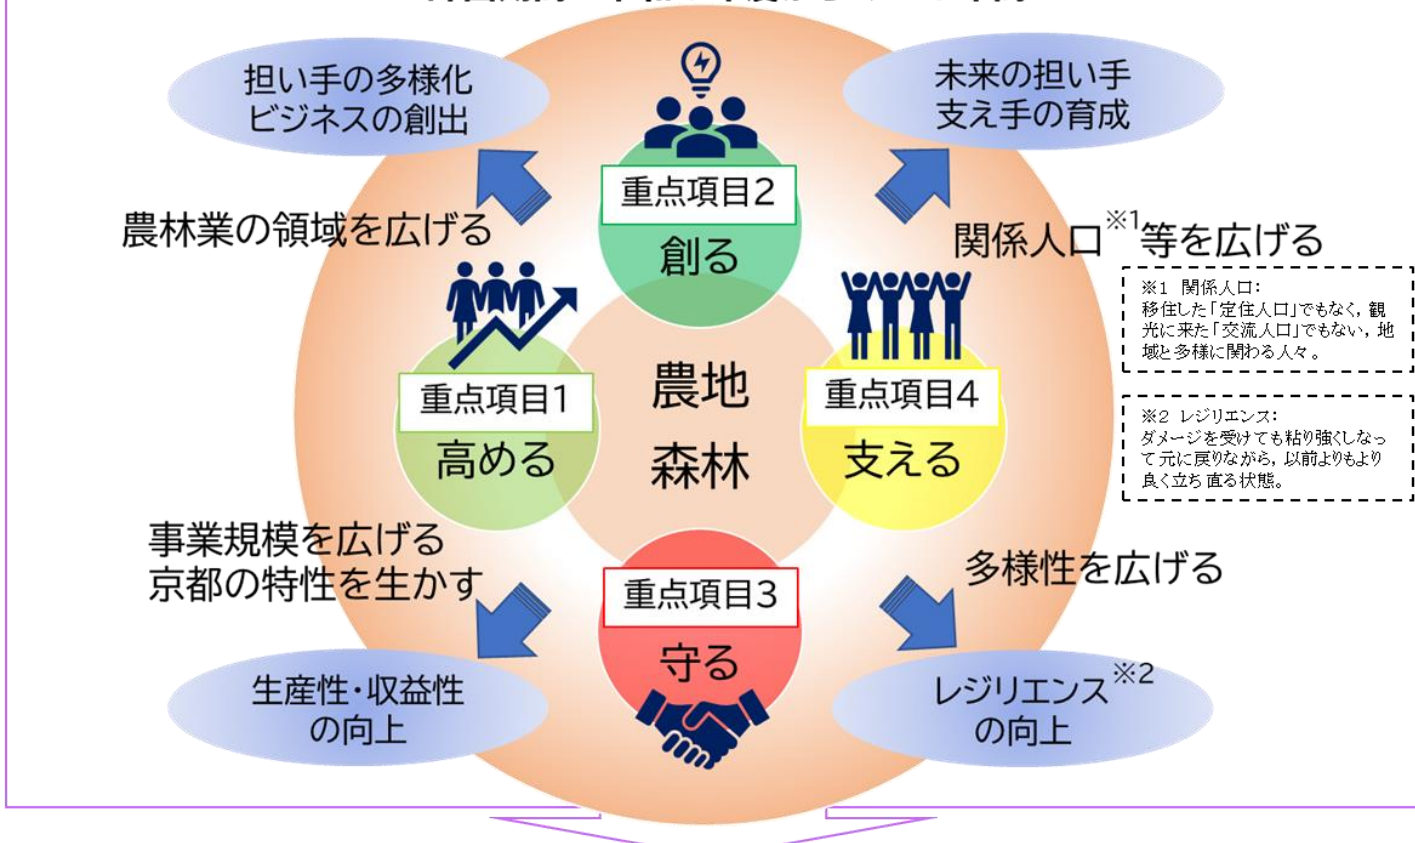 担い手の多様化
ビジネスの創出
未来の担い手
支え手の育成
重点項目2
創る
農林業の領域を広げる
関係人口※1等を広げる
※1 関係人口:
移住した「定住人口」でもなく,観
光に来た「交流人口」でもない,地
域と多様に関わる人々。
重点項目1
高める
農地
森林
重点項目4
支える
※2 レジリエンス:
ダメージを受けても粘り強くしなっ
て元に戻りながら,以前よりもより
良く立ち直る状態。
事業規模を広げる
京都の特性を生かす
重点項目3
守る
多様性を広げる
生産性・収益性
の向上
レジリエンス※2
の向上